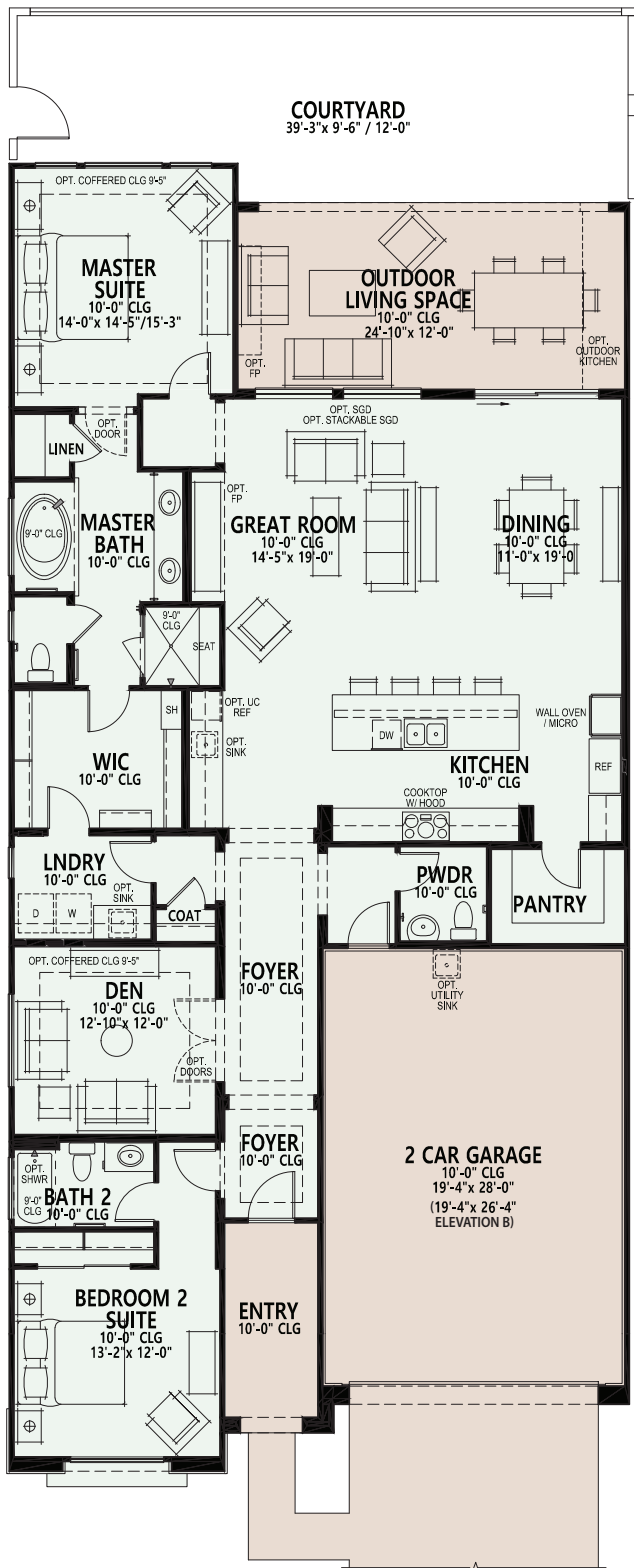 COURTYARD
39'-3"x 9'-6" / 12'-0"
OPT. COFFERED CLG 9'-5"
MASTER
SUITE
10'-0" CLG
14'-0"x 14'-5"/15'-3"
OUTDOOR
LIVING SPACE
10'-0" CLG
24'-10"x 12'-0"
OPT.
FP
OPT.
OUTDOOR
KITCHEN
OPT. SGD
OPT. STACKABLE SGD
OPT.
DOOR
LINEN
9'-0" CLG
MASTER
BATH
10'-0" CLG
OPT.
FP
GREAT ROOM
10'-0" CLG
14'-5"x 19'-0"
DINING
10'-0" CLG
11'-0"x 19'-0
9'-0"
CLG
SEAT
SH
OPT. UC
REF
OPT.
SINK
WIC
10'-0" CLG
DW
WALL OVEN
/ MICRO
REF
KITCHEN
10'-0" CLG
COOKTOP
W/ HOOD
LNDRY
10'-0" CLG
OPT.
SINK
D
W
COAT
PWDR
10'-0" CLG
PANTRY
OPT. COFFERED CLG 9'-5"
DEN
10'-0" CLG
12'-10"x 12'-0"
OPT.
DOORS
FOYER
10'-0" CLG
OPT.
UTILITY
SINK
FOYER
10'-0" CLG
2 CAR GARAGE
10'-0" CLG
19'-4"x 28'-0"
(19'-4"x 26'-4"
ELEVATION B)
OPT.
SHWR
9'-0"
CLG
BATH 2
10'-0" CLG
BEDROOM 2
SUITE
10'-0" CLG
13'-2"x 12'-0"
ENTRY
10'-0" CLG